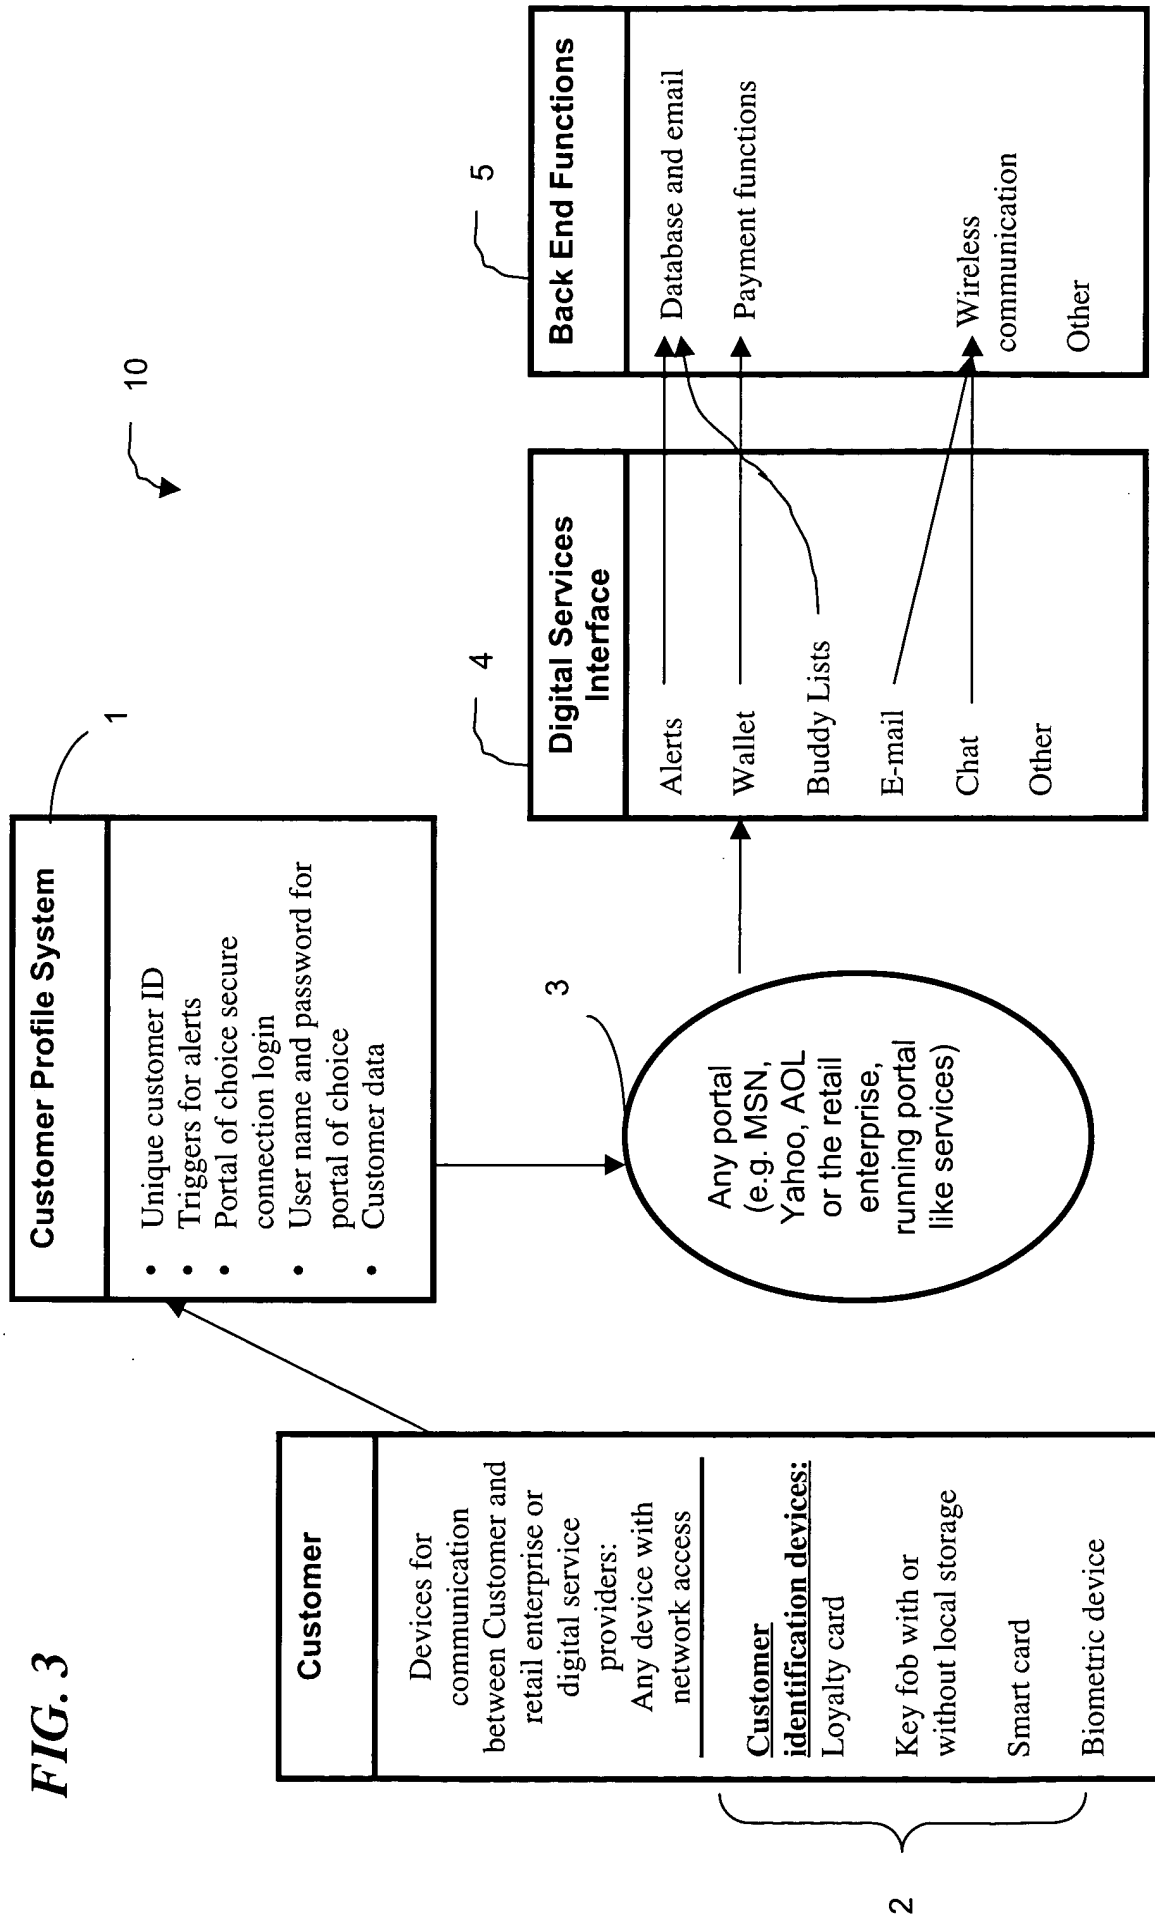 FIG. 3
10
Customer
Devices for
communication
between Customer and
retail enterprise or
digital service
providers:
Any device with
network access
Customer
identification devices:
Loyalty card
Key fob with or
without local storage
Smart card
Biometric device
2
Customer Profile System
1
• Unique customer ID
• Triggers for alerts
• Portal of choice secure
connection login
• User name and password for
portal of choice
• Customer data
3
Any portal
(e.g. MSN,
Yahoo, AOL
or the retail
enterprise,
running portal
like services)
4
Digital Services
Interface
Alerts
Wallet
Buddy Lists
E-mail
Chat
Other
5
Back End Functions
Database and email
Payment functions
Wireless
communication
Other